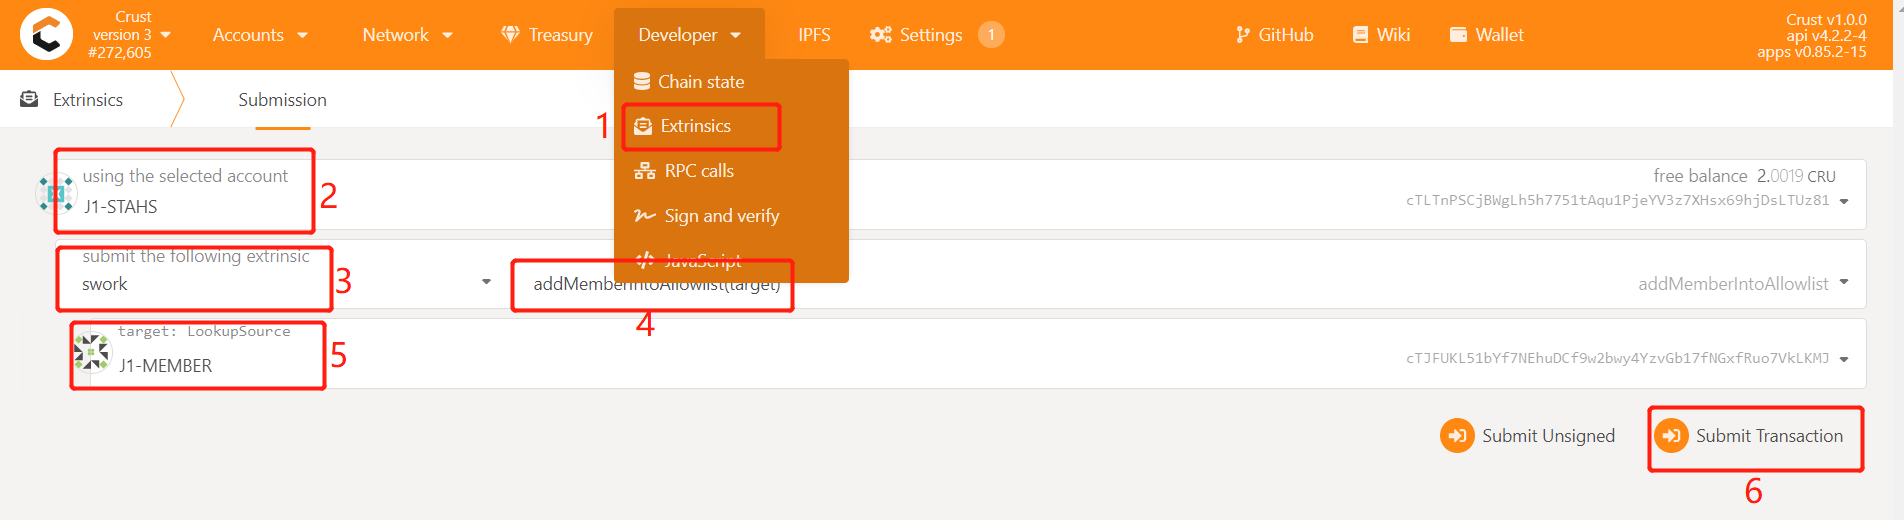 Crust
version 3
#272,605
Accounts
Network
Treasury
Developer
IPFS
Settings 1
GitHub
Wiki
Wallet
Crust v1.0.0
api v4.2.2-4
apps v0.85.2-15
Chain state
1 Extrinsics
RPC calls
Sign and verify
JavaScript
Extrinsics
Submission
using the selected account
J1-STAHS
2
free balance 2.0019 CRU
cTLTnPSCjBWgLh5h7751tAqu1PjeYV3z7XHsx69hjDsLTUz81
submit the following extrinsic
swork
3
addMemberIntoAllowlist(target)
4
addMemberIntoAllowlist
target: LookupSource
J1-MEMBER
5
cTJFUKL51bYf7NEhuDCf9w2bwy4YzvGb17fNGxfRuo7VkLKMJ
Submit Unsigned
Submit Transaction
6